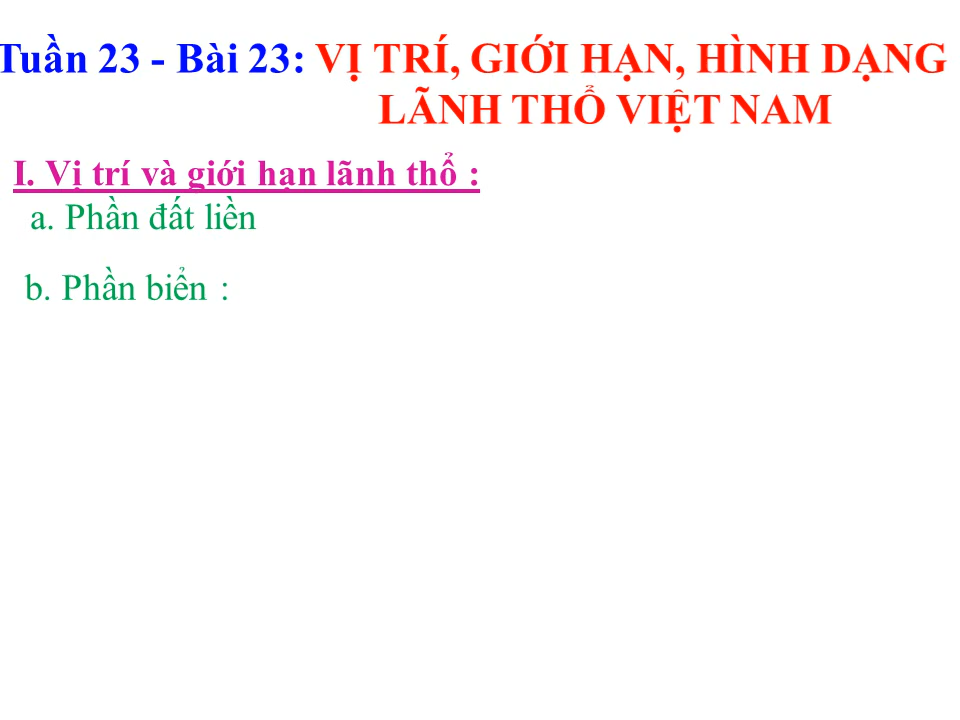 Tuần 23 - Bài 23: VỊ TRÍ, GIỚI HẠN, HÌNH DẠNG
LÃNH THỔ VIỆT NAM
I. Vị trí và giới hạn lãnh thổ :
a. Phần đất liền
b. Phần biển :